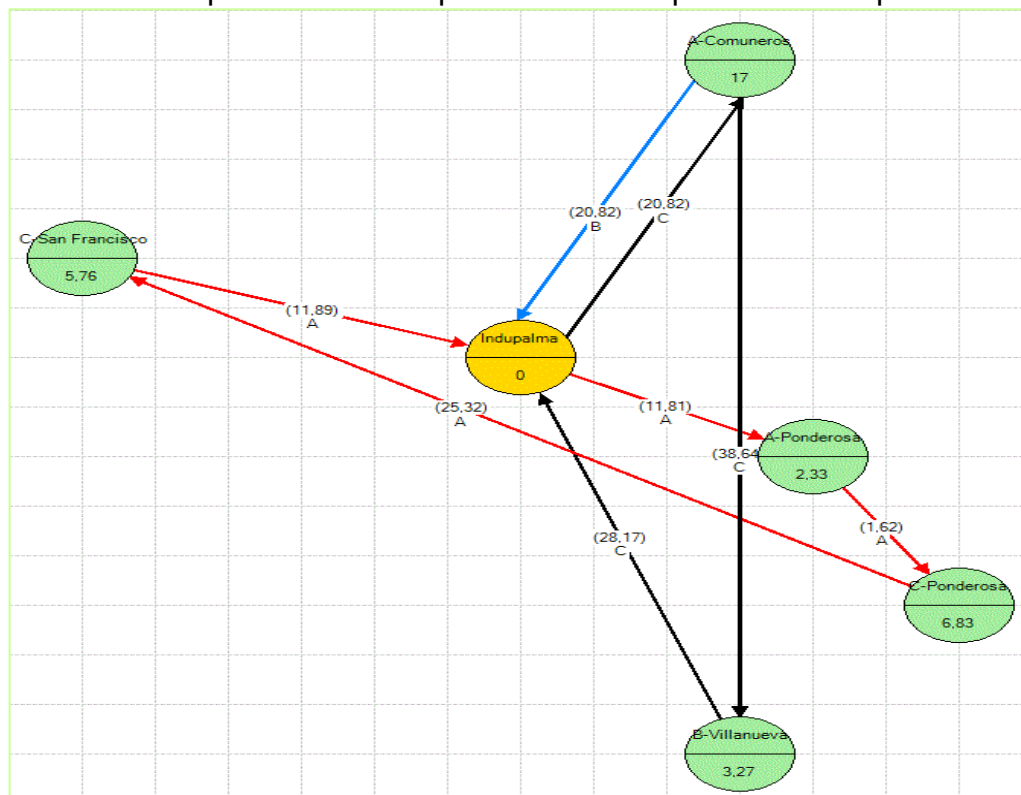 A-Comuneros
17
(20,82)
B
(20,82)
C
C-San Francisco
5,76
(11,89)
A
Indupalma
0
(25,32)
A
(11,81)
A
A-Ponderosa
2,33
(38,64
C
(28,17)
C
(1,62)
A
C-Ponderosa
6,83
B-Villanueva
3,27